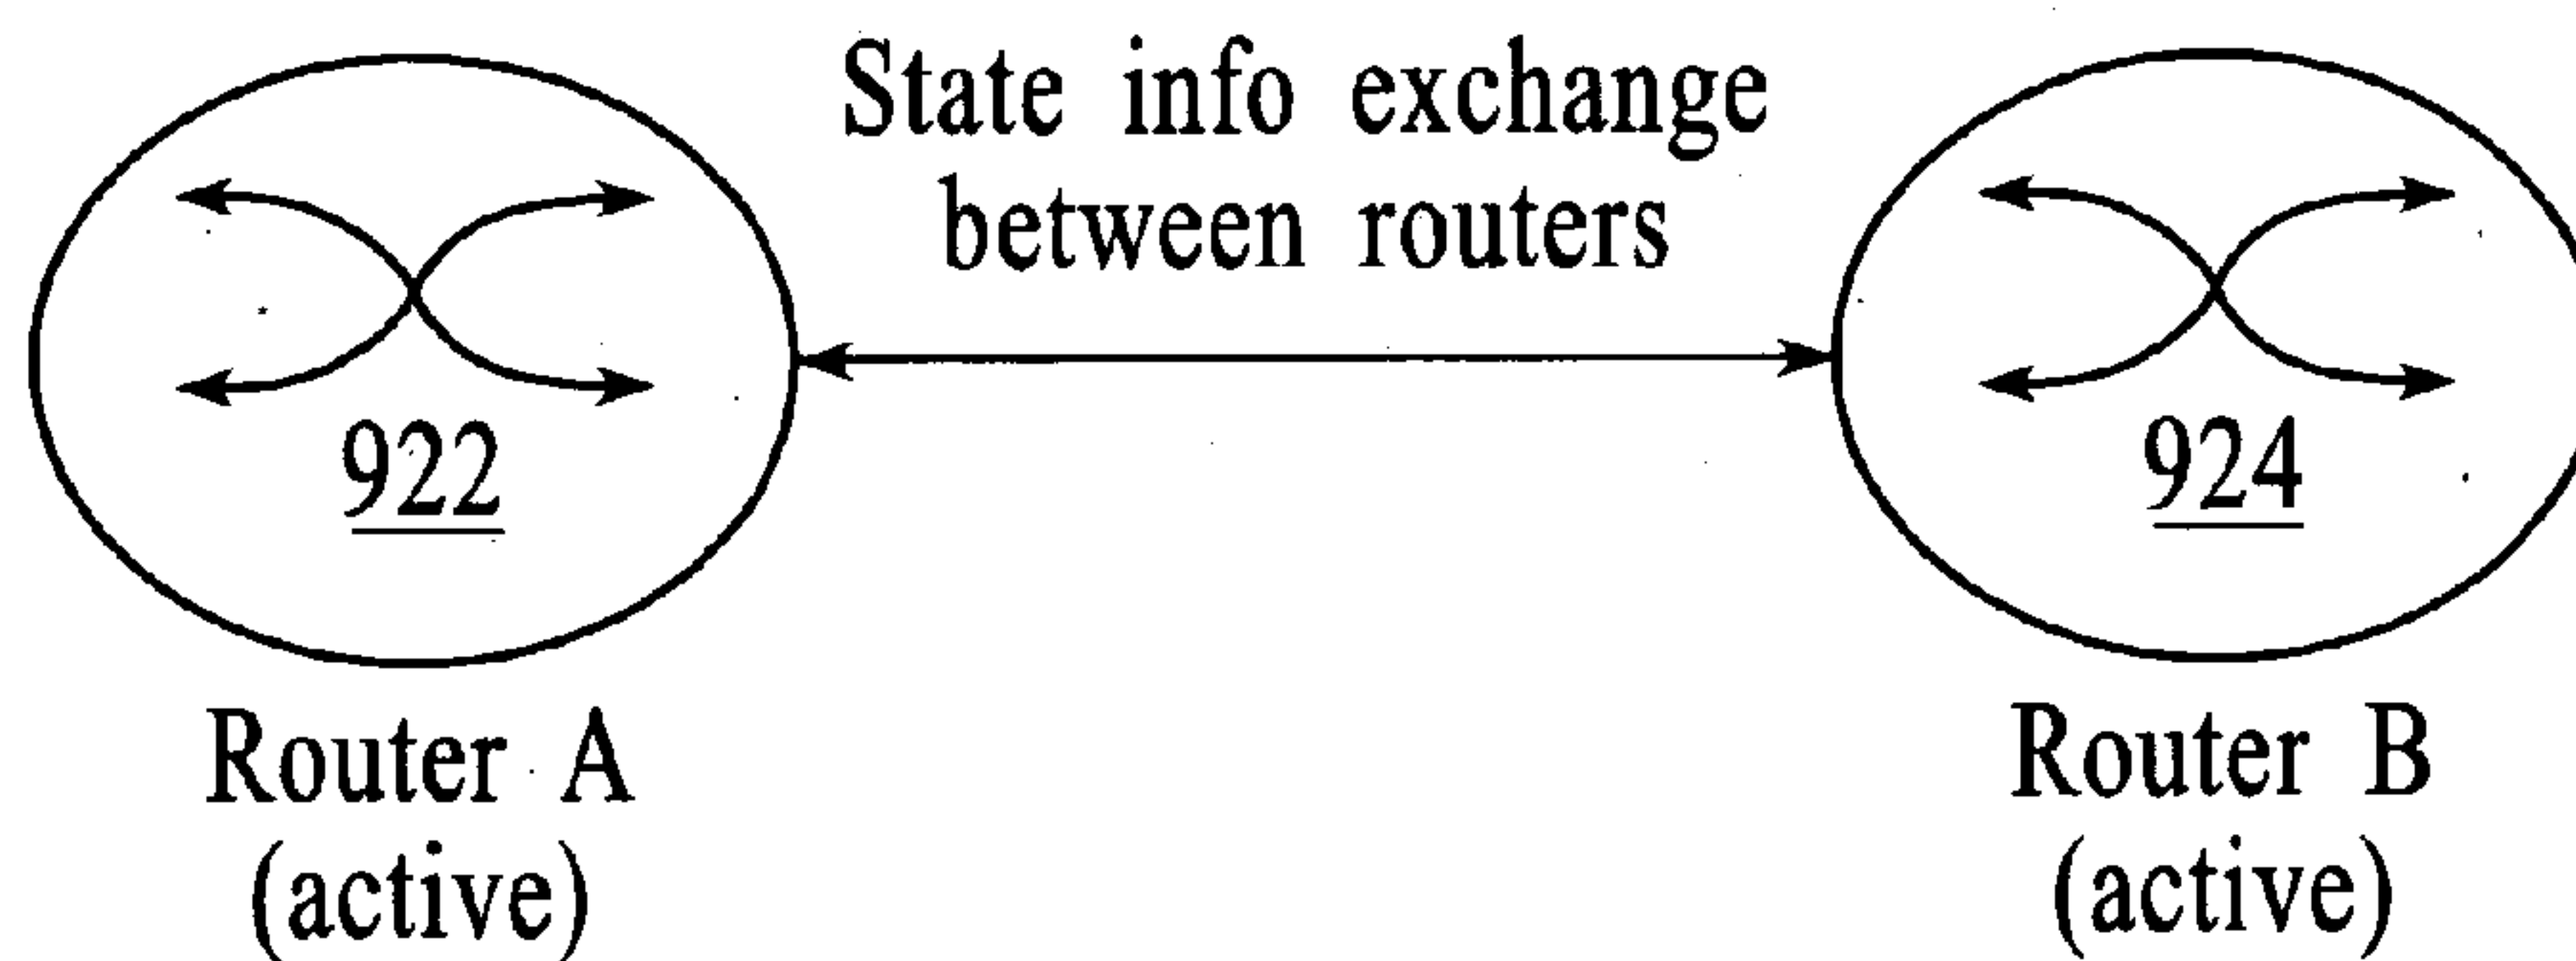 State info exchange
between routers
922
924
Router A
(active)
Router B
(active)